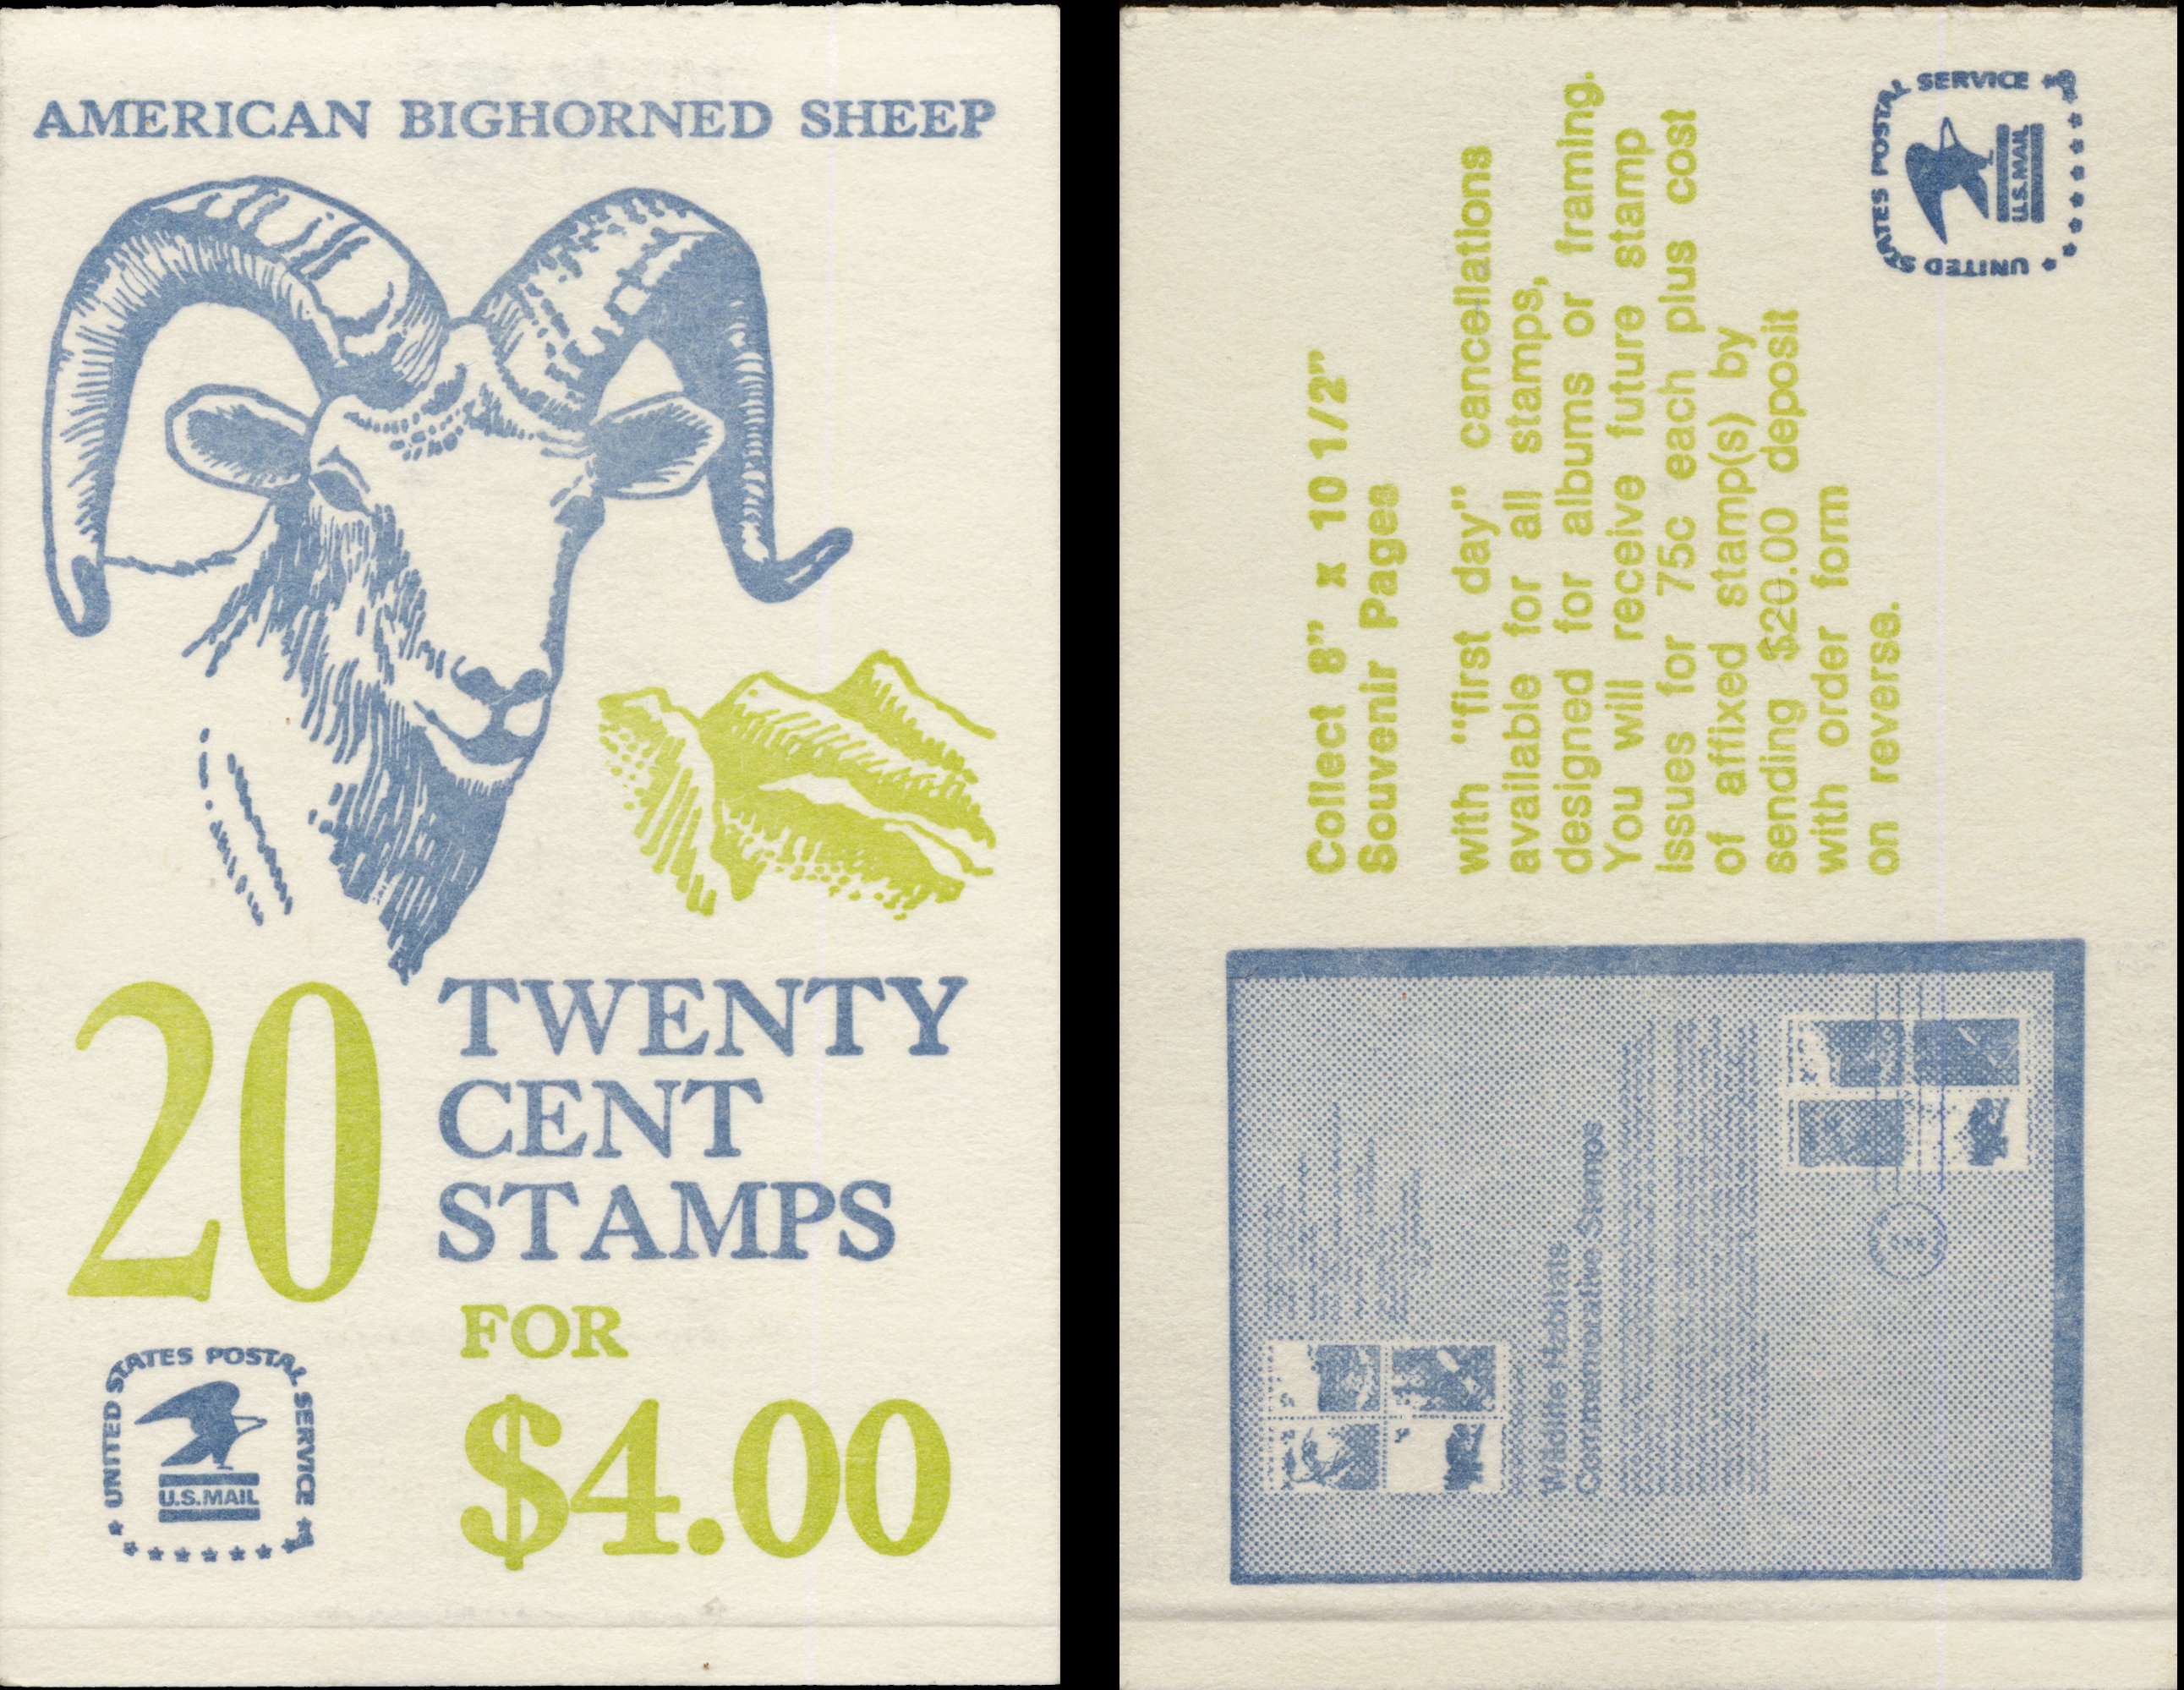 AMERICAN BIGHORNED SHEEP
20
TWENTY
CENT
STAMPS
FOR
$4.00
UNITED STATES POSTAL SERVICE
U.S.MAIL
Collect 8" x 10 1/2"
Souvenir Pages
with "first day" cancellations
available for all stamps,
designed for albums or framing.
You will receive future stamp
issues for 75c each plus cost
of affixed stamp(s) by
sending $20.00 deposit
with order form
on reverse.
UNITED STATES POSTAL SERVICE
U.S.MAIL
Wildlife Habitats
Commemorative Stamps